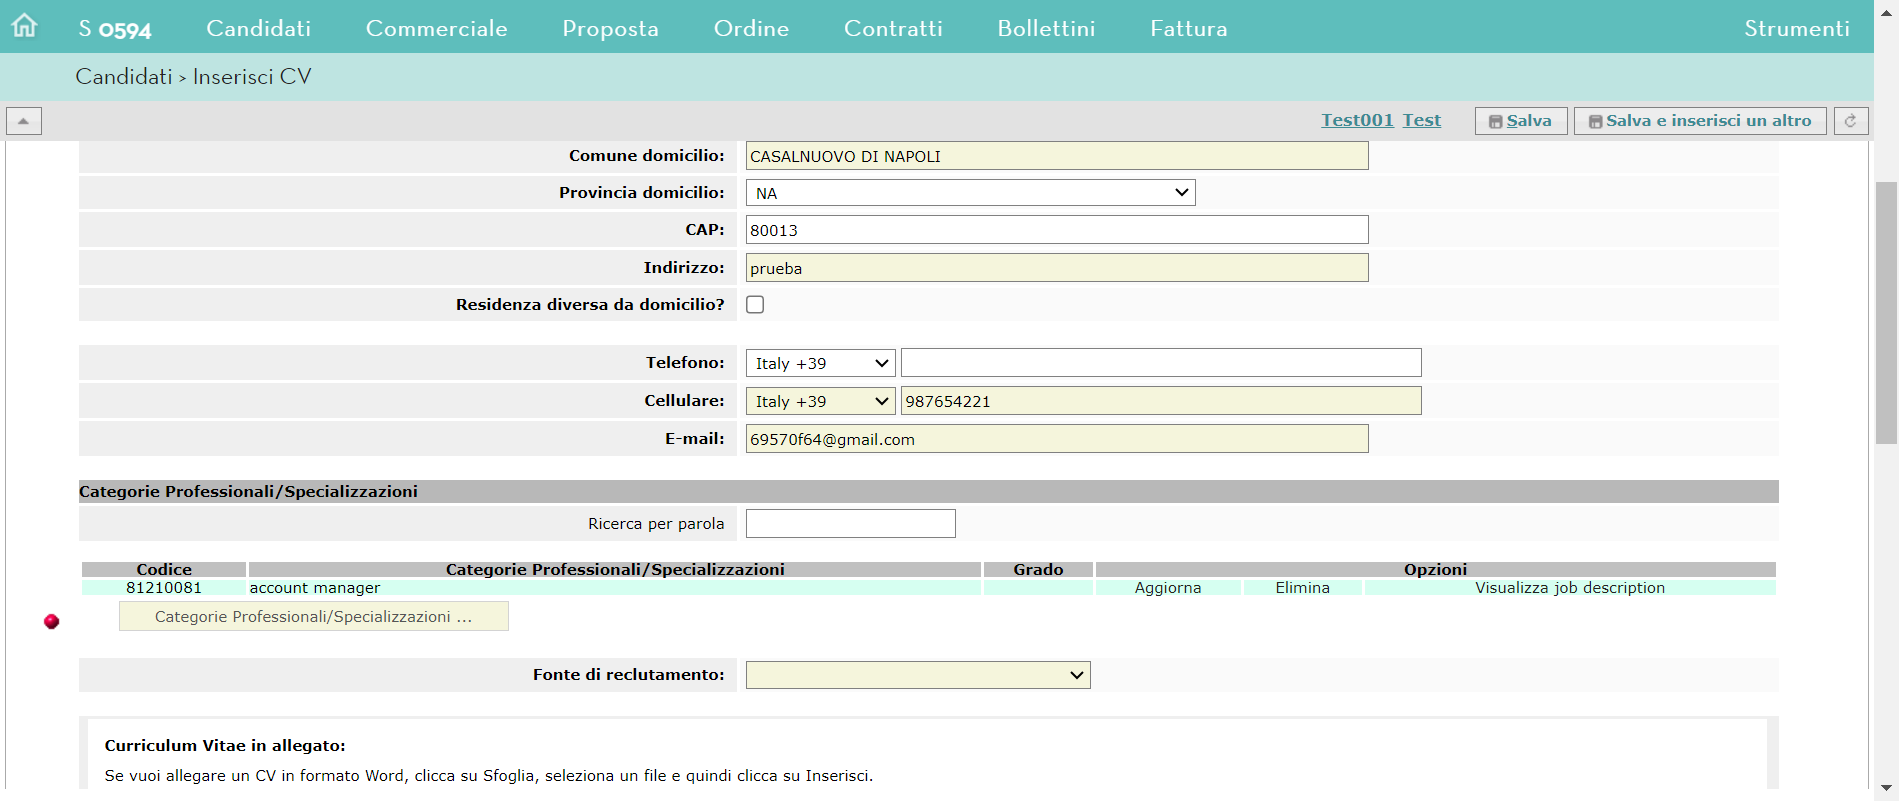 S 0594 Candidati Commerciale Proposta Ordine Contratti Bollettini Fattura Strumenti
Candidati > Inserisci CV
Test001 Test Salva Salva e inserisci un altro
Comune domicilio: CASALNUOVO DI NAPOLI
Provincia domicilio: NA
CAP: 80013
Indirizzo: prueba
Residenza diversa da domicilio?
Telefono: Italy +39
Cellulare: Italy +39 987654221
E-mail: 69570f64@gmail.com
Categorie Professionali/Specializzazioni
Ricerca per parola
Codice Categorie Professionali/Specializzazioni Grado Opzioni
81210081 account manager Aggiorna Elimina Visualizza job description
Categorie Professionali/Specializzazioni ...
Fonte di reclutamento:
Curriculum Vitae in allegato:
Se vuoi allegare un CV in formato Word, clicca su Sfoglia, seleziona un file e quindi clicca su Inserisci.